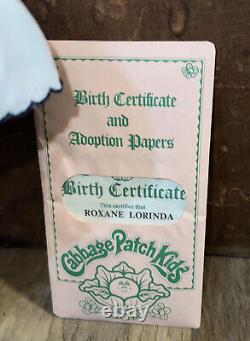 Birth Certificate
and
Adoption Papers
Birth Certificate
This certifies that
ROXANE LORINDA
Cabbage Patch Kids